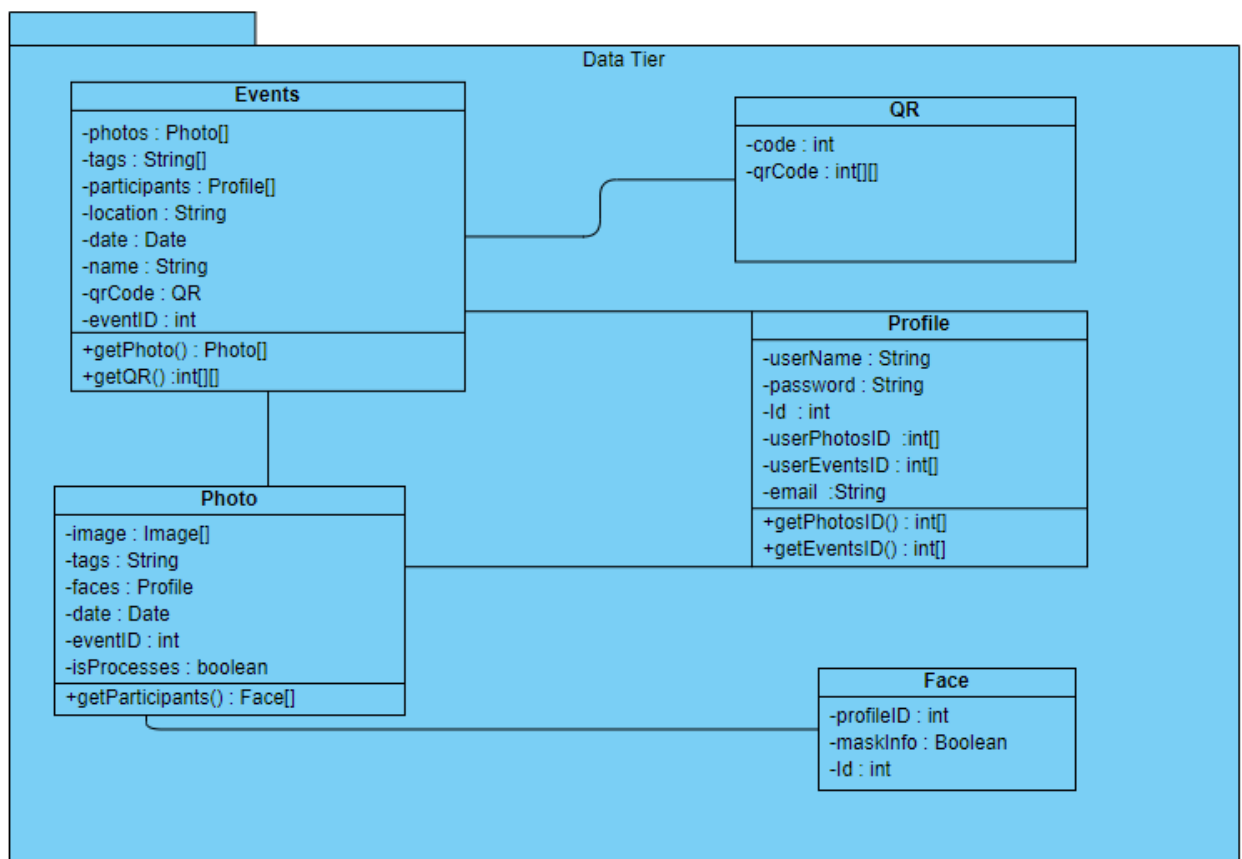 Data Tier
Events
-photos : Photo[]
-tags : String[]
-participants : Profile[]
-location : String
-date : Date
-name : String
-qrCode : QR
-eventID : int
+getPhoto() : Photo[]
+getQR() :int[][]
QR
-code : int
-qrCode : int[][]
Profile
-userName : String
-password : String
-Id : int
-userPhotosID :int[]
-userEventsID : int[]
-email :String
+getPhotosID() : int[]
+getEventsID() : int[]
Photo
-image : Image[]
-tags : String
-faces : Profile
-date : Date
-eventID : int
-isProcesses : boolean
+getParticipants() : Face[]
Face
-profileID : int
-maskInfo : Boolean
-Id : int